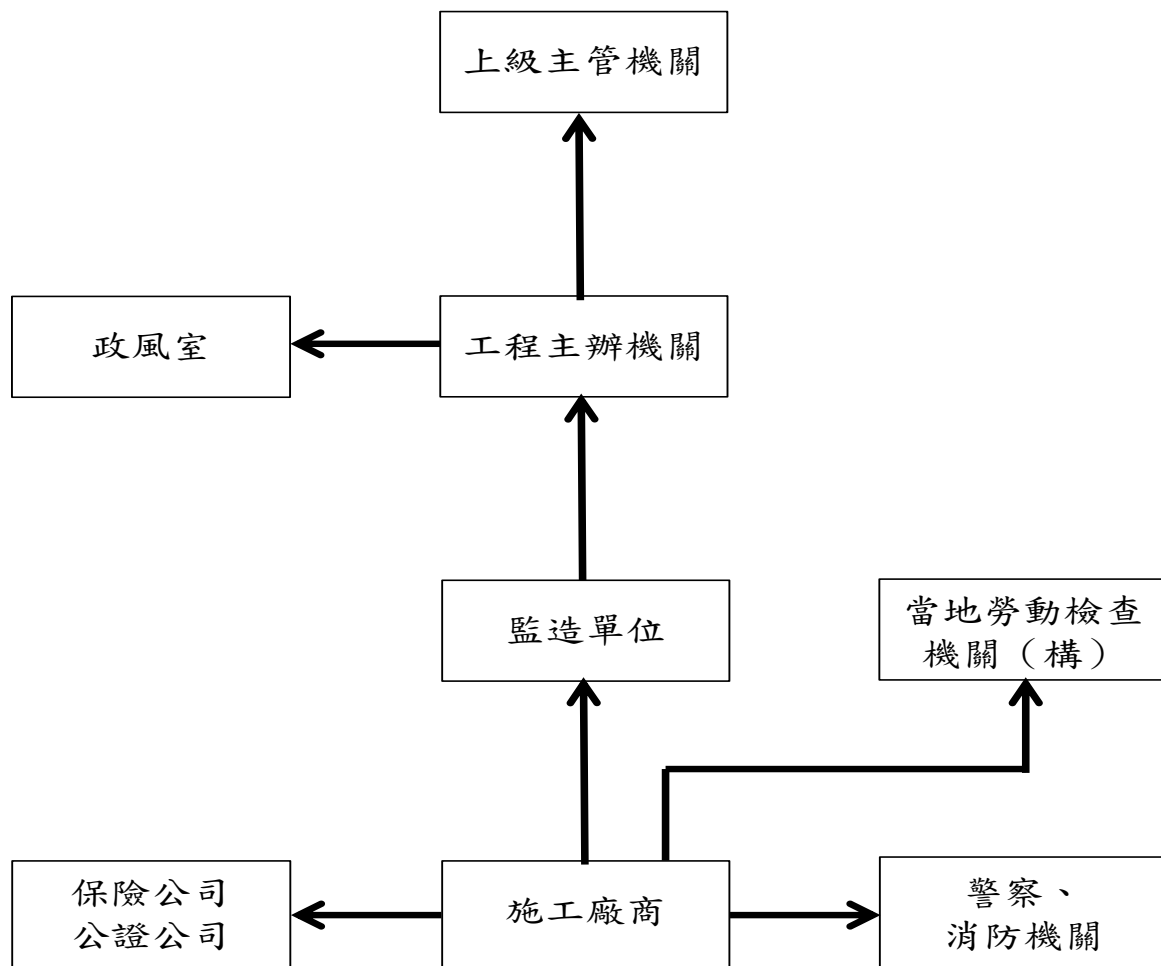 上級主管機關
政風室
工程主辦機關
監造單位
當地勞動檢查
機關（構）
保險公司
公證公司
施工廠商
警察、
消防機關